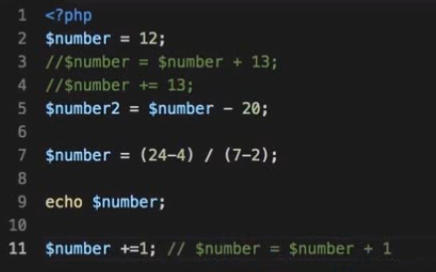 1 <?php
2 $number = 12;
3 //$number = $number + 13;
4 //$number += 13;
5 $number2 = $number - 20;
6
7 $number = (24-4) / (7-2);
8
9 echo $number;
10
11 $number +=1; // $number = $number + 1